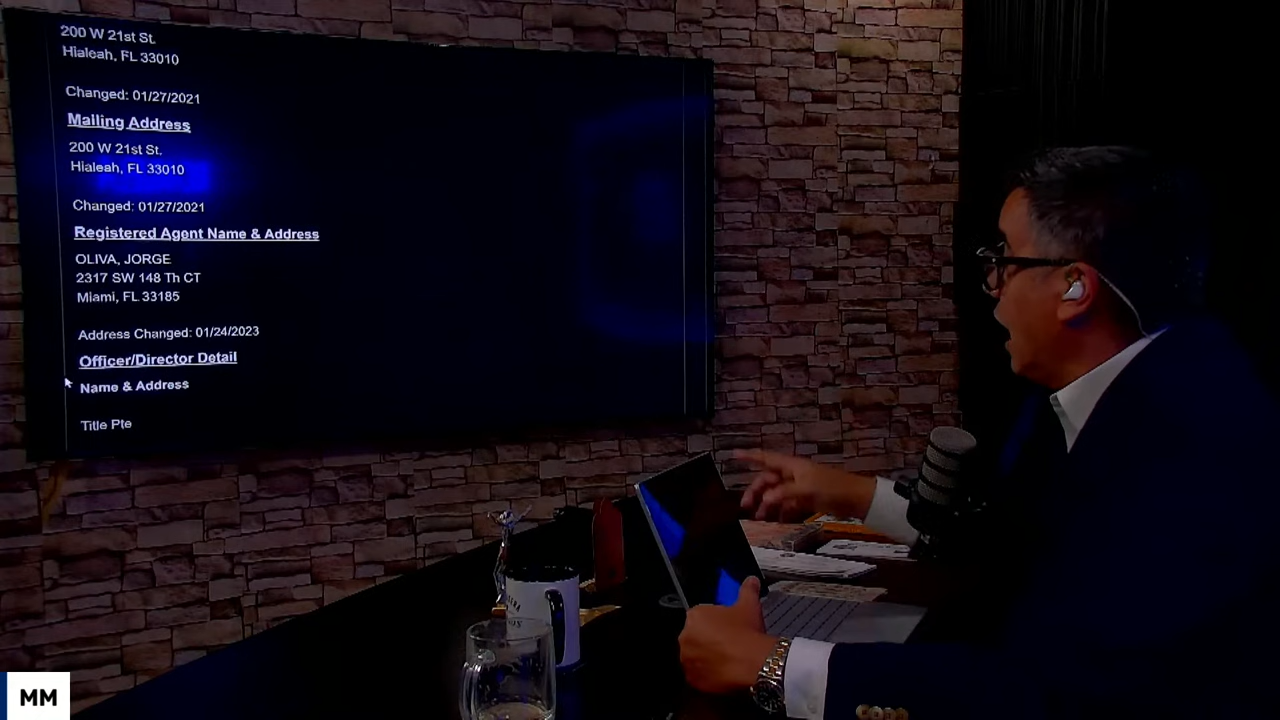 200 W 21st St.
Hialeah, FL 33010
Changed: 01/27/2021
Mailing Address
200 W 21st St.
Hialeah, FL 33010
Changed: 01/27/2021
Registered Agent Name & Address
OLIVA, JORGE
2317 SW 148 Th CT
Miami, FL 33185
Address Changed: 01/24/2023
Officer/Director Detail
Name & Address
Title Pte
MM